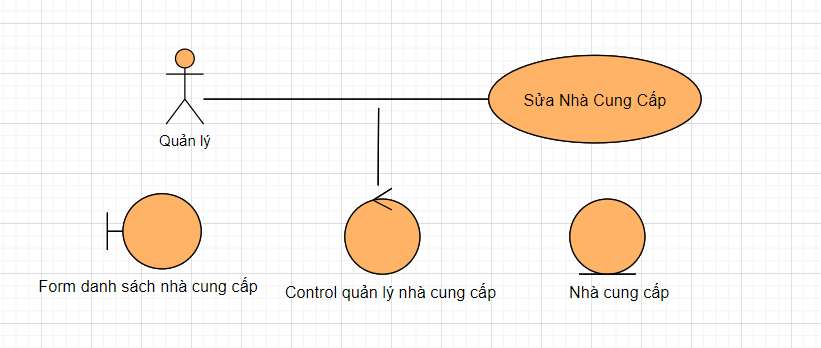 Sửa Nhà Cung Cấp
Quản lý
Form danh sách nhà cung cấp
Control quản lý nhà cung cấp
Nhà cung cấp